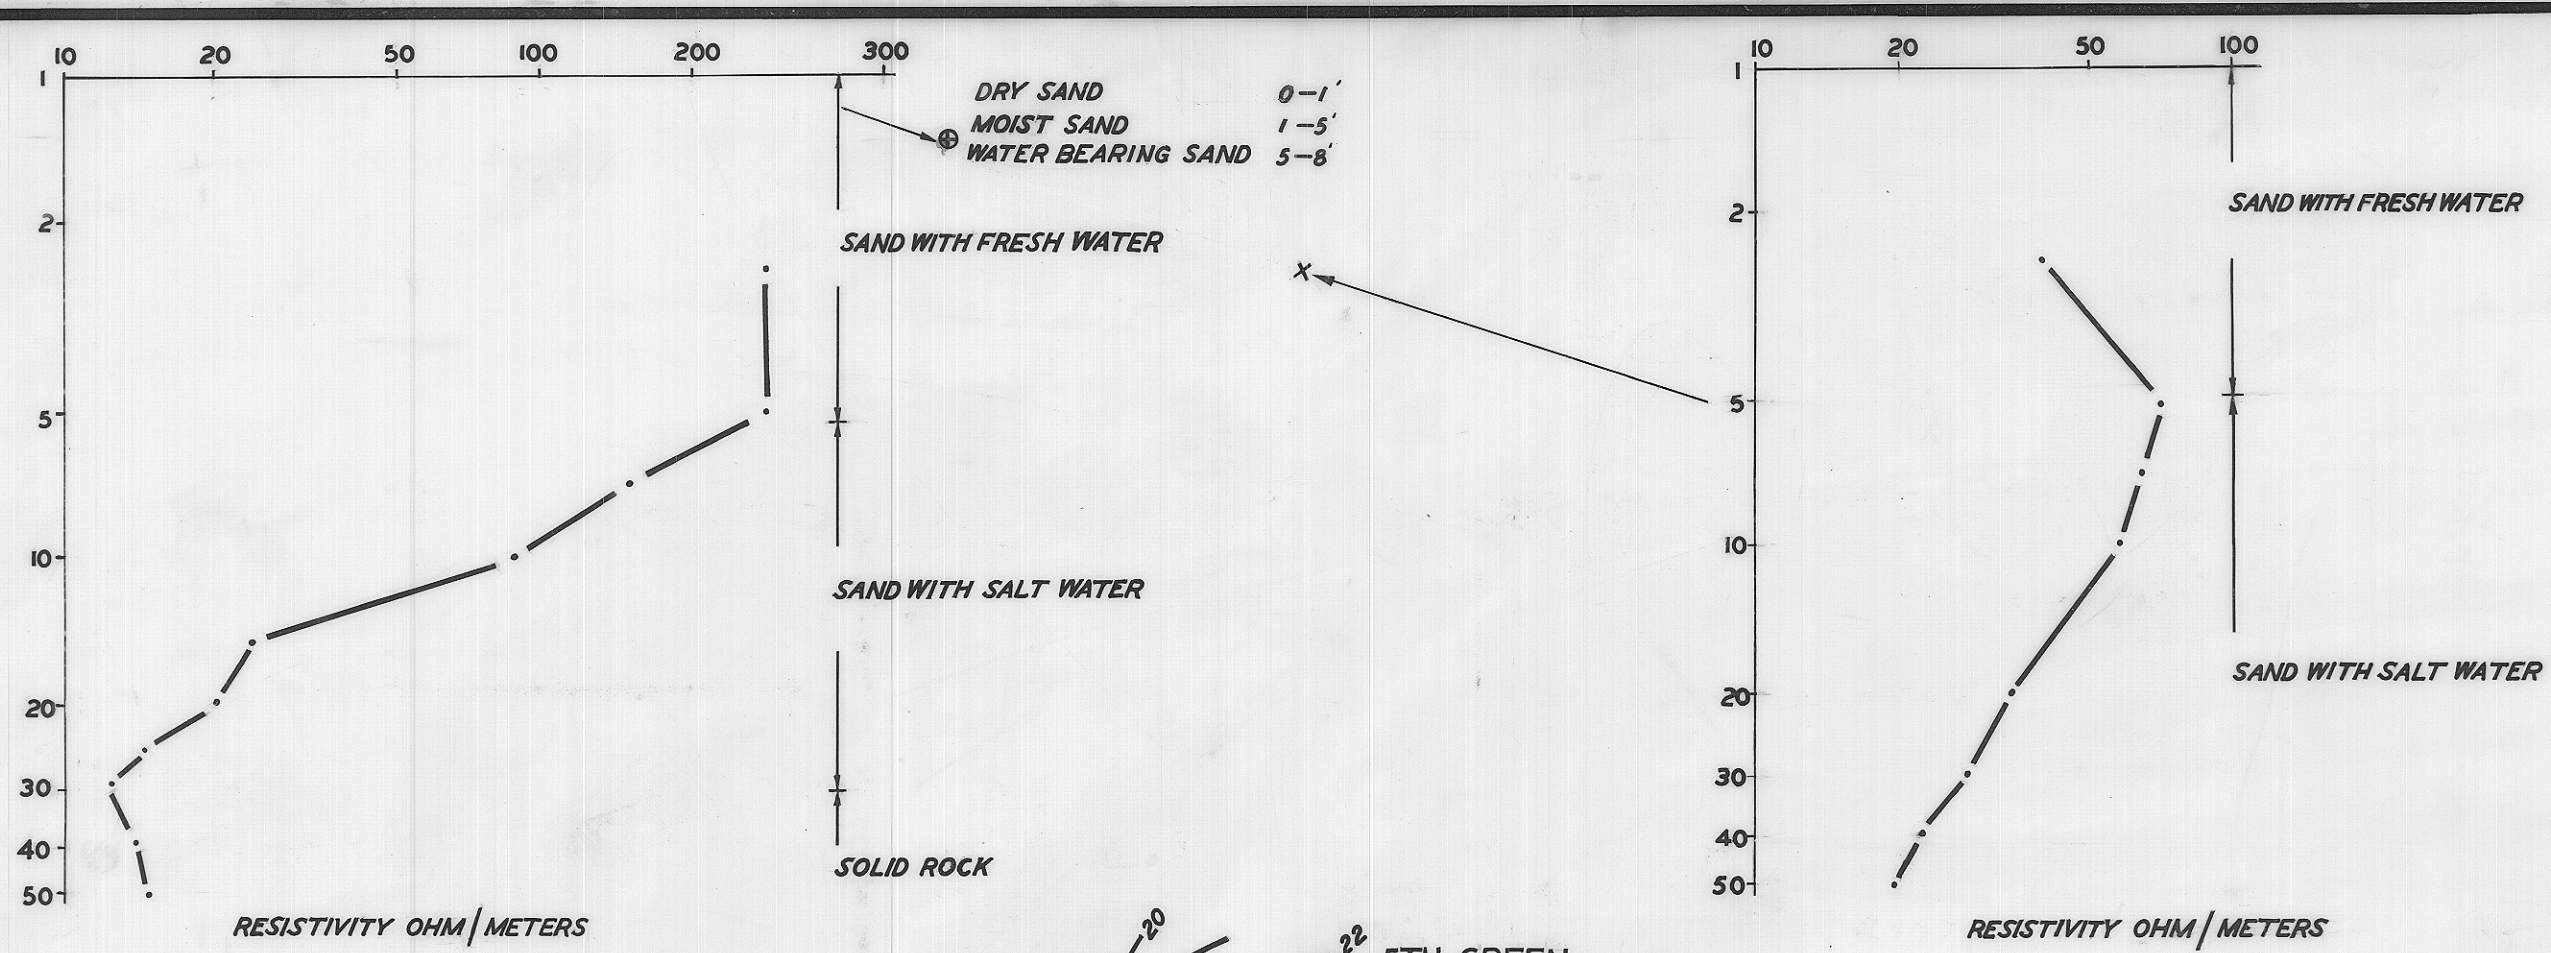 10 20 50 100 200 300
1
2
5
10
20
30
40
50
DRY SAND 0-1'
MOIST SAND 1-5'
WATER BEARING SAND 5-8'
SAND WITH FRESH WATER
SAND WITH SALT WATER
SOLID ROCK
RESISTIVITY OHM/METERS
X
10 20 50 100
1
2
5
10
20
30
40
50
SAND WITH FRESH WATER
SAND WITH SALT WATER
RESISTIVITY OHM/METERS
20
22
5TH GREEN